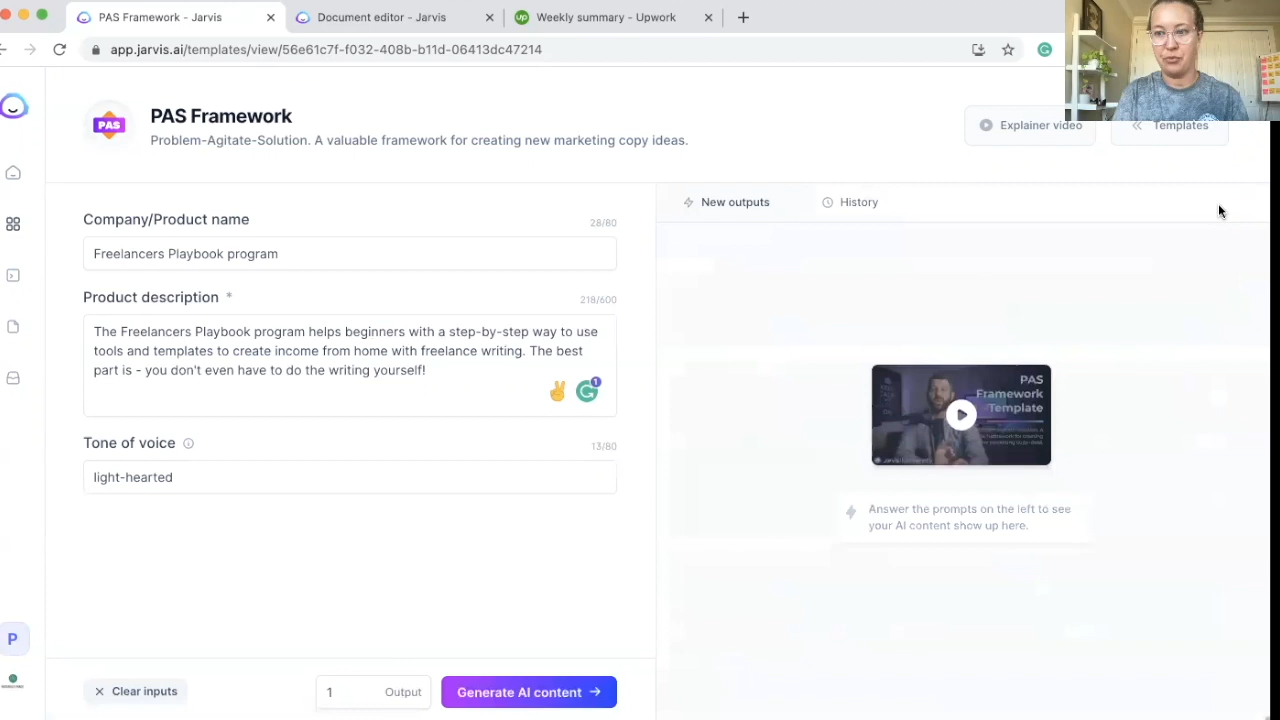 PAS Framework - Jarvis
Document editor - Jarvis
up Weekly summary - Upwork
app.jarvis.ai/templates/view/56e61c7f-f032-408b-b11d-06413dc47214
PAS
PAS Framework
Problem-Agitate-Solution. A valuable framework for creating new marketing copy ideas.
Explainer video
Templates
Company/Product name
28/80
Freelancers Playbook program
Product description *
218/600
The Freelancers Playbook program helps beginners with a step-by-step way to use
tools and templates to create income from home with freelance writing. The best
part is - you don't even have to do the writing yourself!
1
Tone of voice
13/80
light-hearted
Clear inputs
1 Output
Generate AI content
New outputs
History
PAS
Framework
Template
Answer the prompts on the left to see
your AI content show up here.
P